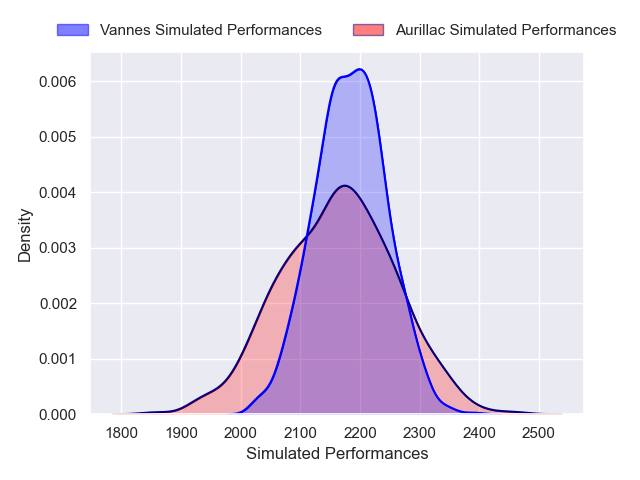 Vannes Simulated Performances Aurillac Simulated Performances
0.006
0.005
0.004
0.003
0.002
0.001
0.000
Density
1800 1900 2000 2100 2200 2300 2400 2500
Simulated Performances